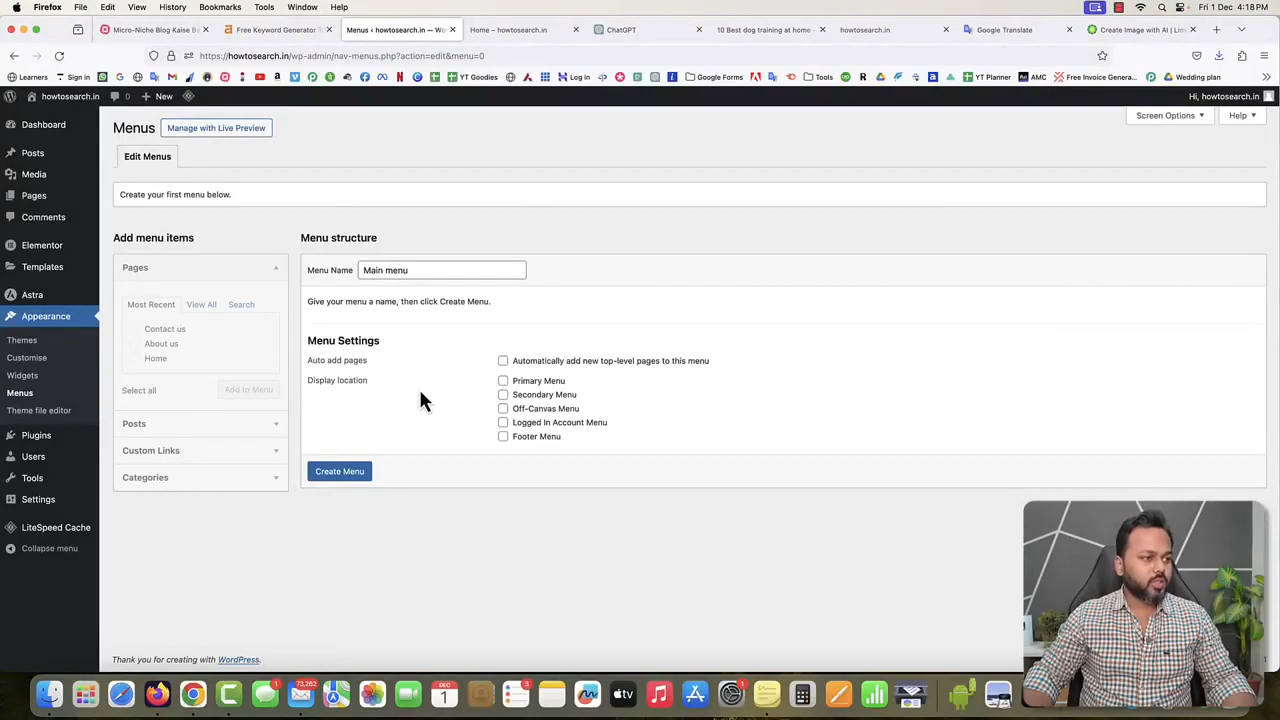 Firefox File Edit View History Bookmarks Tools Window Help
Fri 1 Dec 4:18 PM
Micro-Niche Blog Kaise B
Free Keyword Generator T
Menus ‹ howtosearch.in — Wo
Home – howtosearch.in
ChatGPT
10 Best dog training at home
howtosearch.in
Google Translate
Create Image with AI | Lim
https://howtosearch.in/wp-admin/nav-menus.php?action=edit&menu=0
Learners
Sign in
YT Goodies
Log in
Google Forms
Tools
YT Planner
AMC
Free Invoice Genera...
Wedding plan
howtosearch.in
0
New
Hi, howtosearch.in
Dashboard
Posts
Media
Pages
Comments
Elementor
Templates
Astra
Appearance
Themes
Customise
Widgets
Menus
Theme file editor
Plugins
Users
Tools
Settings
LiteSpeed Cache
Collapse menu
Menus
Manage with Live Preview
Screen Options
Help
Edit Menus
Create your first menu below.
Add menu items
Pages
Most Recent
View All
Search
Contact us
About us
Home
Select all
Add to Menu
Posts
Custom Links
Categories
Menu structure
Menu Name
Main menu
Give your menu a name, then click Create Menu.
Menu Settings
Auto add pages
Automatically add new top-level pages to this menu
Display location
Primary Menu
Secondary Menu
Off-Canvas Menu
Logged In Account Menu
Footer Menu
Create Menu
Thank you for creating with WordPress.
1
73,262
DEC
1
3
tv
1